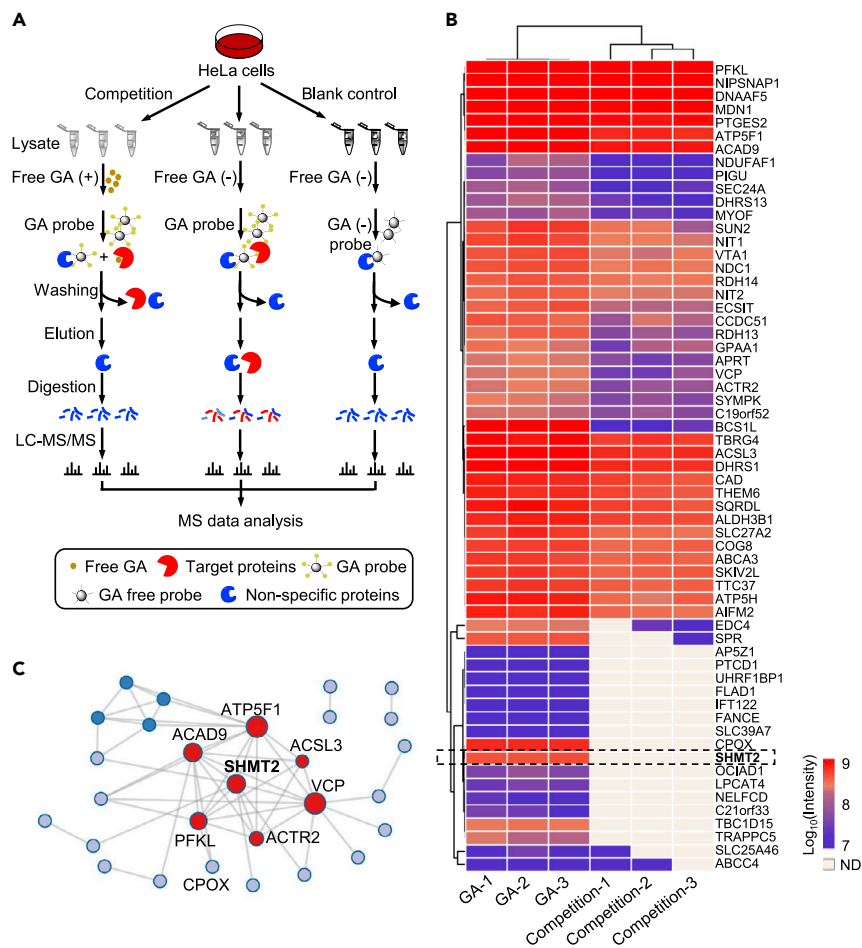 A
HeLa cells
Competition
Blank control
Lysate
Free GA (+)
Free GA (-)
Free GA (-)
GA probe
GA probe
GA (-)
probe
+
Washing
Elution
Digestion
LC-MS/MS
MS data analysis
Free GA
Target proteins
GA probe
GA free probe
Non-specific proteins
B
PFKL
NIPSNAP1
DNAAF5
MDN1
PTGES2
ATP5F1
ACAD9
NDUFAF1
PIGU
SEC24A
DHRS13
MYOF
SUN2
NIT1
VTA1
NDC1
RDH14
NIT2
ECSIT
CCDC51
RDH13
GPAA1
APRT
VCP
ACTR2
SYMPK
C19orf52
BCS1L
TBRG4
ACSL3
DHRS1
CAD
THEM6
SQRDL
ALDH3B1
SLC27A2
COG8
ABCA3
SKIV2L
TTC37
ATP5H
AIFM2
EDC4
SPR
AP5Z1
PTCD1
UHRF1BP1
FLAD1
IFT122
FANCE
SLC39A7
CPOX
SHMT2
OCIAD1
LPCAT4
NELFCD
C21orf33
TBC1D15
TRAPPC5
SLC25A46
ABCC4
GA-1
GA-2
GA-3
Competition-1
Competition-2
Competition-3
Log10(Intensity)
9
8
7
ND
C
ATP5F1
ACAD9
ACSL3
SHMT2
VCP
PFKL
ACTR2
CPOX